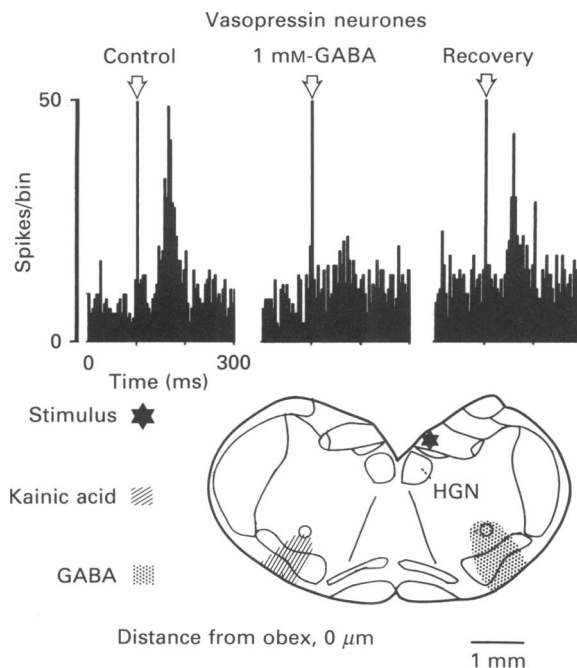 Vasopressin neurones
Control 1 mM-GABA Recovery
50
Spikes/bin
0
0 300
Time (ms)
Stimulus
Kainic acid
HGN
GABA
Distance from obex, 0 μm
1 mm